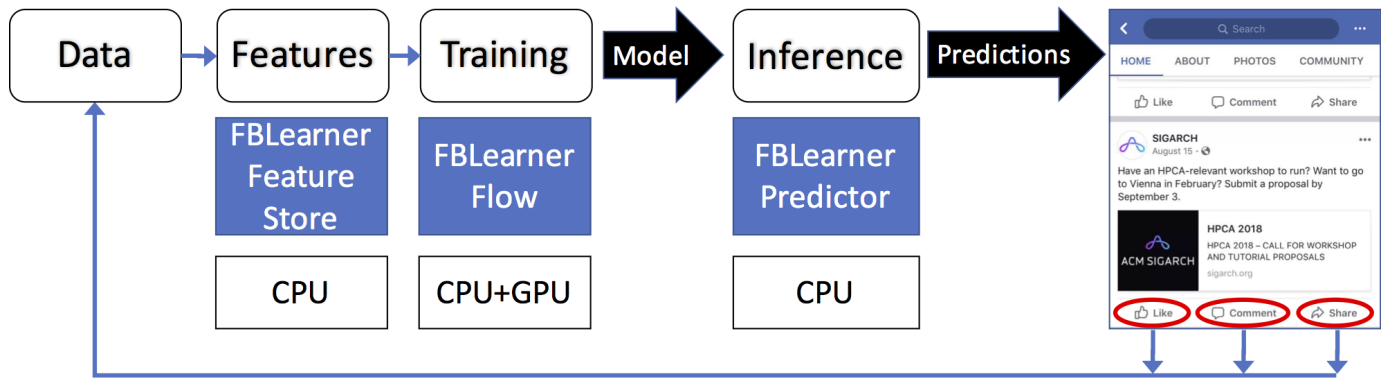 Data
Features
Training
Model
Inference
Predictions
FBLearner
Feature
Store
FBLearner
Flow
FBLearner
Predictor
CPU
CPU+GPU
CPU
Search
HOME ABOUT PHOTOS COMMUNITY
Like Comment Share
SIGARCH
August 15 -
Have an HPCA-relevant workshop to run? Want to go
to Vienna in February? Submit a proposal by
September 3.
ACM SIGARCH
HPCA 2018
HPCA 2018 – CALL FOR WORKSHOP
AND TUTORIAL PROPOSALS
sigarch.org
Like Comment Share